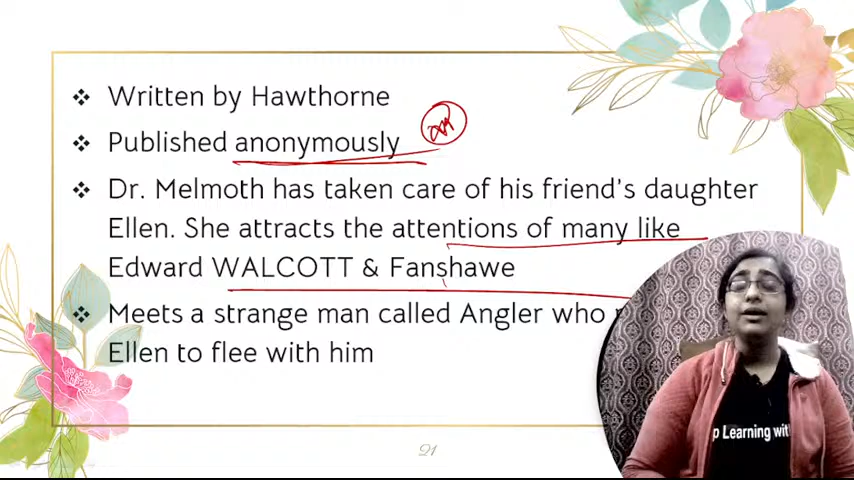 ❖ Written by Hawthorne
❖ Published anonymously
❖ Dr. Melmoth has taken care of his friend's daughter
Ellen. She attracts the attentions of many like
Edward WALCOTT & Fanshawe
❖ Meets a strange man called Angler who
Ellen to flee with him
21
p Learning wit